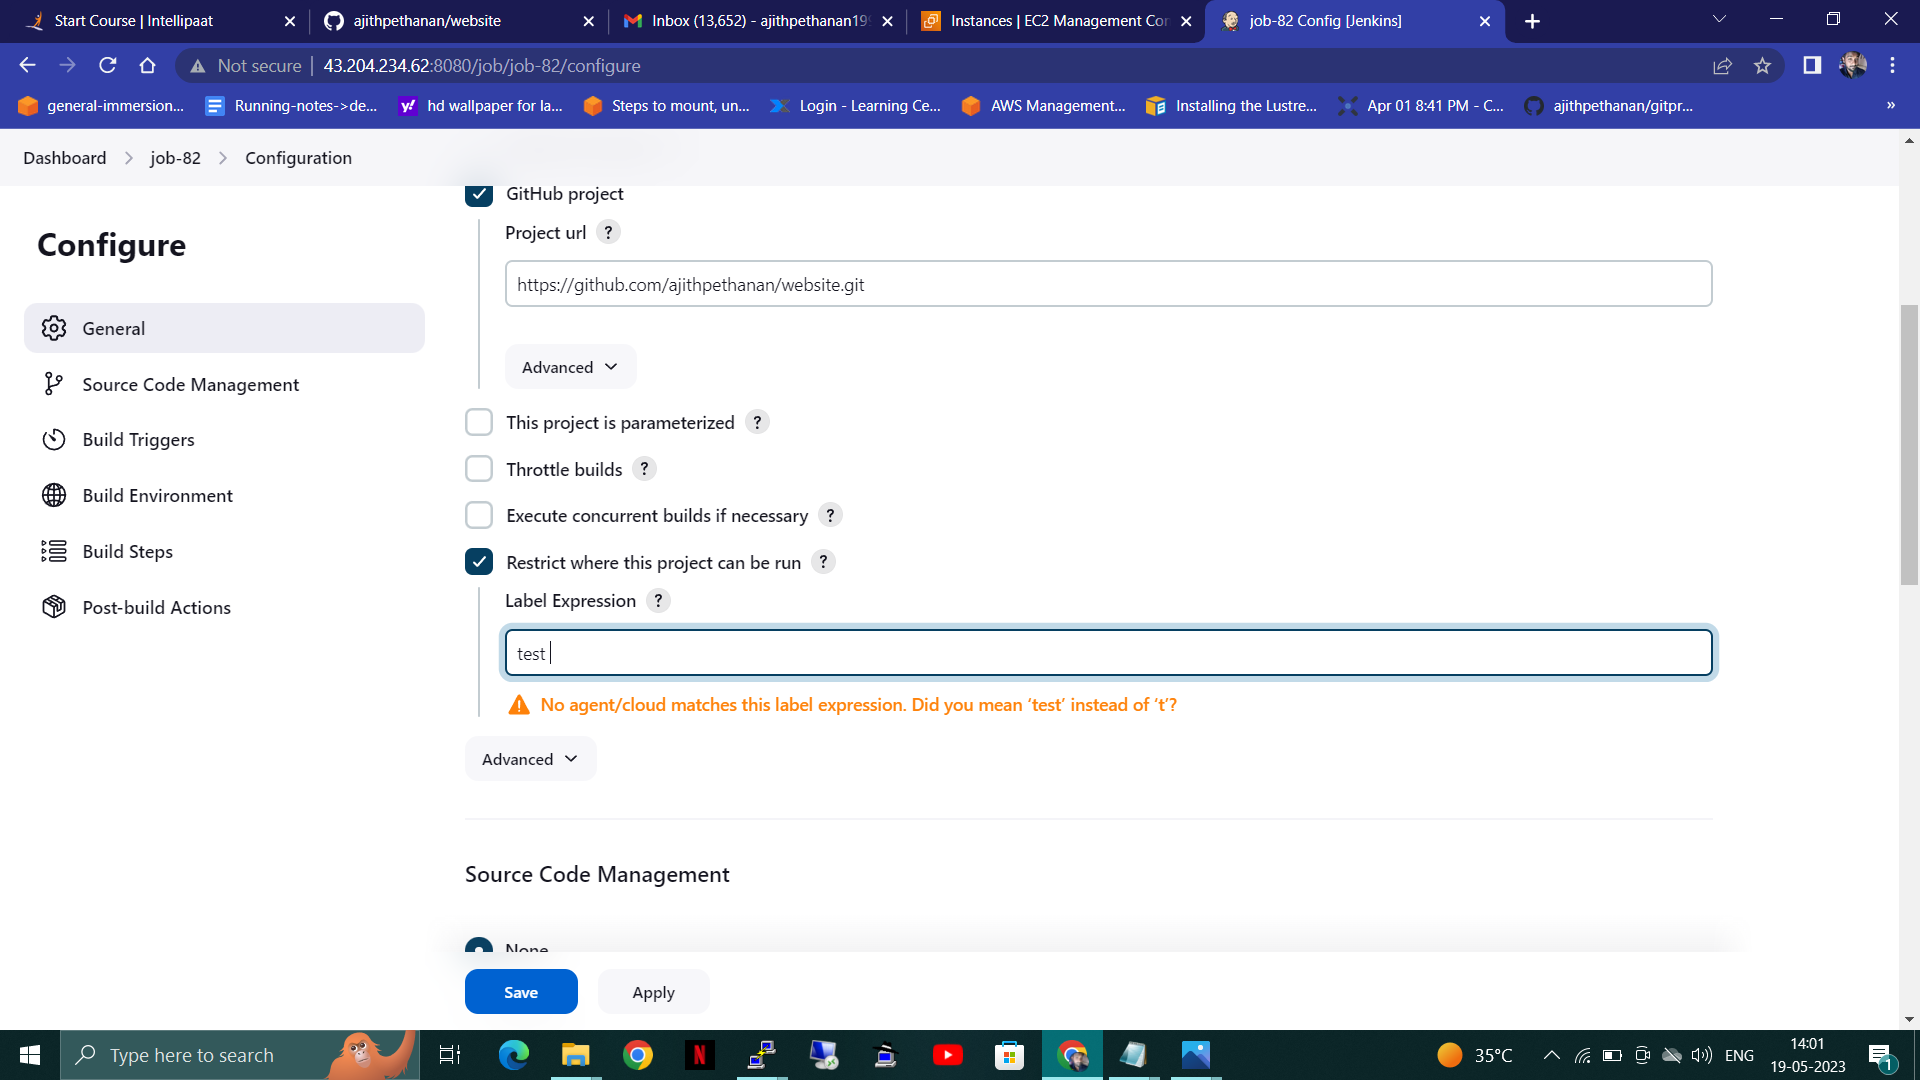 Start Course | Intellipaat
ajithpethanan/website
Inbox (13,652) - ajithpethanan199
Instances | EC2 Management Con
job-82 Config [Jenkins]
Not secure
43.204.234.62:8080/job/job-82/configure
general-immersion...
Running-notes->de...
hd wallpaper for la...
Steps to mount, un...
Login - Learning Ce...
AWS Management...
Installing the Lustre...
Apr 01 8:41 PM - C...
ajithpethanan/gitpr...
»
Dashboard
job-82
Configuration
Configure
General
Source Code Management
Build Triggers
Build Environment
Build Steps
Post-build Actions
GitHub project
Project url ?
https://github.com/ajithpethanan/website.git
Advanced
This project is parameterized ?
Throttle builds ?
Execute concurrent builds if necessary ?
Restrict where this project can be run ?
Label Expression ?
test
No agent/cloud matches this label expression. Did you mean ‘test’ instead of ‘t’?
Advanced
Source Code Management
None
Save
Apply
Type here to search
35°C
ENG
14:01
19-05-2023
1